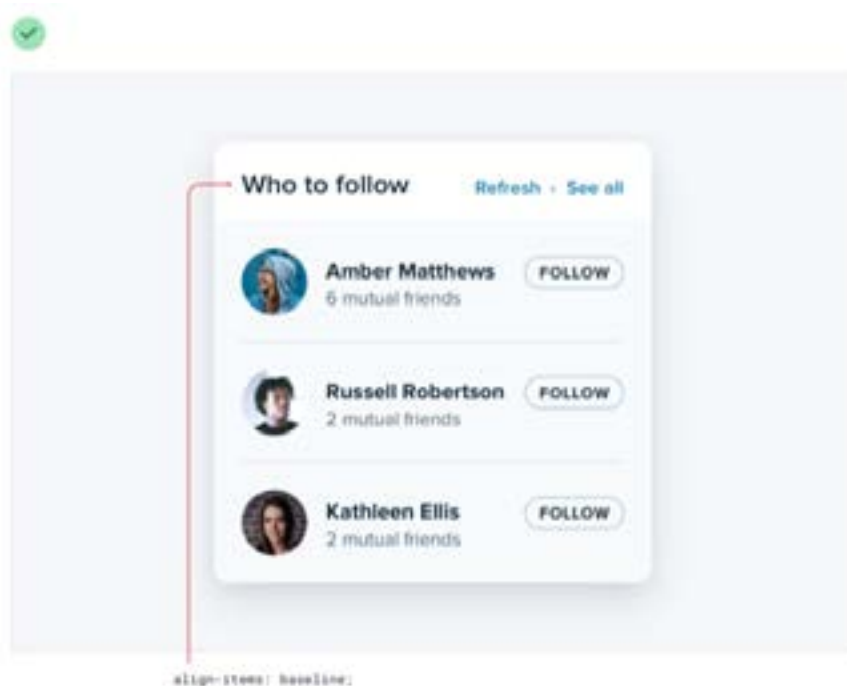 Who to follow Refresh · See all
Amber Matthews FOLLOW
6 mutual friends
Russell Robertson FOLLOW
2 mutual friends
Kathleen Ellis FOLLOW
2 mutual friends
align-items: baseline;